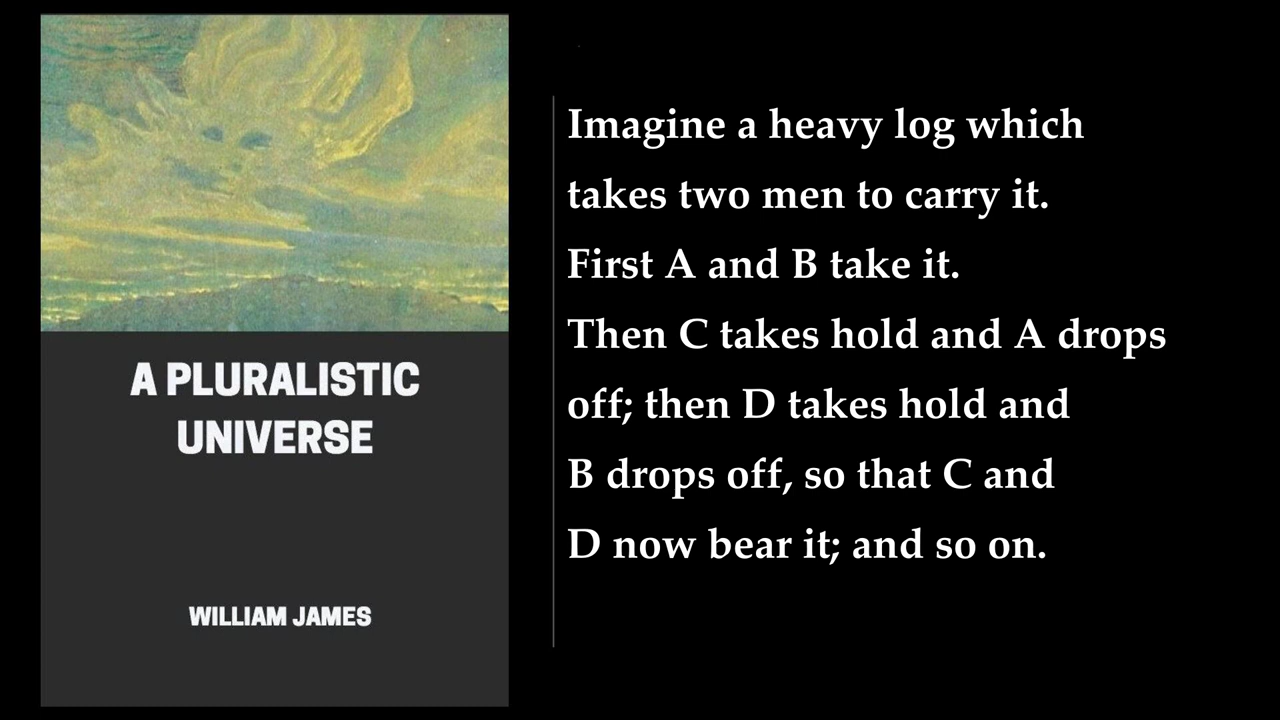 A PLURALISTIC
UNIVERSE
WILLIAM JAMES
Imagine a heavy log which
takes two men to carry it.
First A and B take it.
Then C takes hold and A drops
off; then D takes hold and
B drops off, so that C and
D now bear it; and so on.